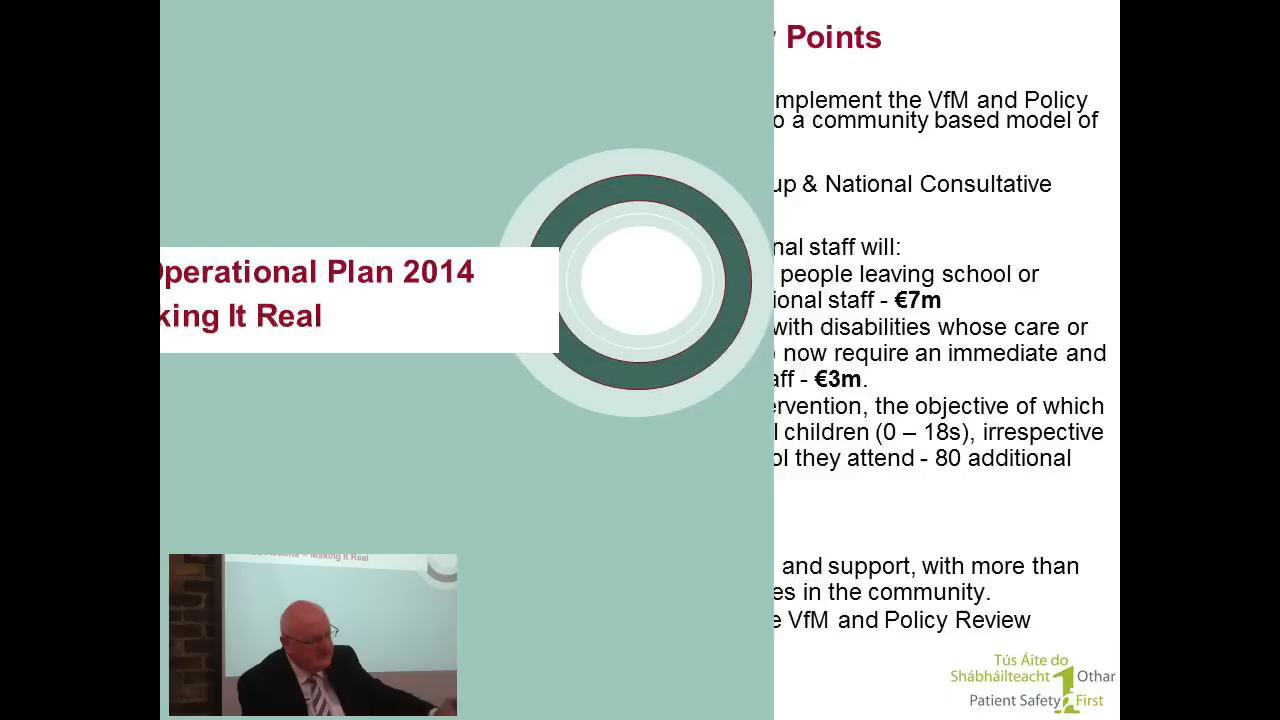 Operational Plan 2014
king It Real
Points
mplement the VfM and Policy
o a community based model of
up & National Consultative
nal staff will:
people leaving school or
ional staff - €7m
with disabilities whose care or
now require an immediate and
aff - €3m.
ervention, the objective of which
l children (0 – 18s), irrespective
ol they attend - 80 additional
and support, with more than
es in the community.
e VfM and Policy Review
Tús Áite do
Shábháilteacht 1 Othar
Patient Safety First
Making It Real